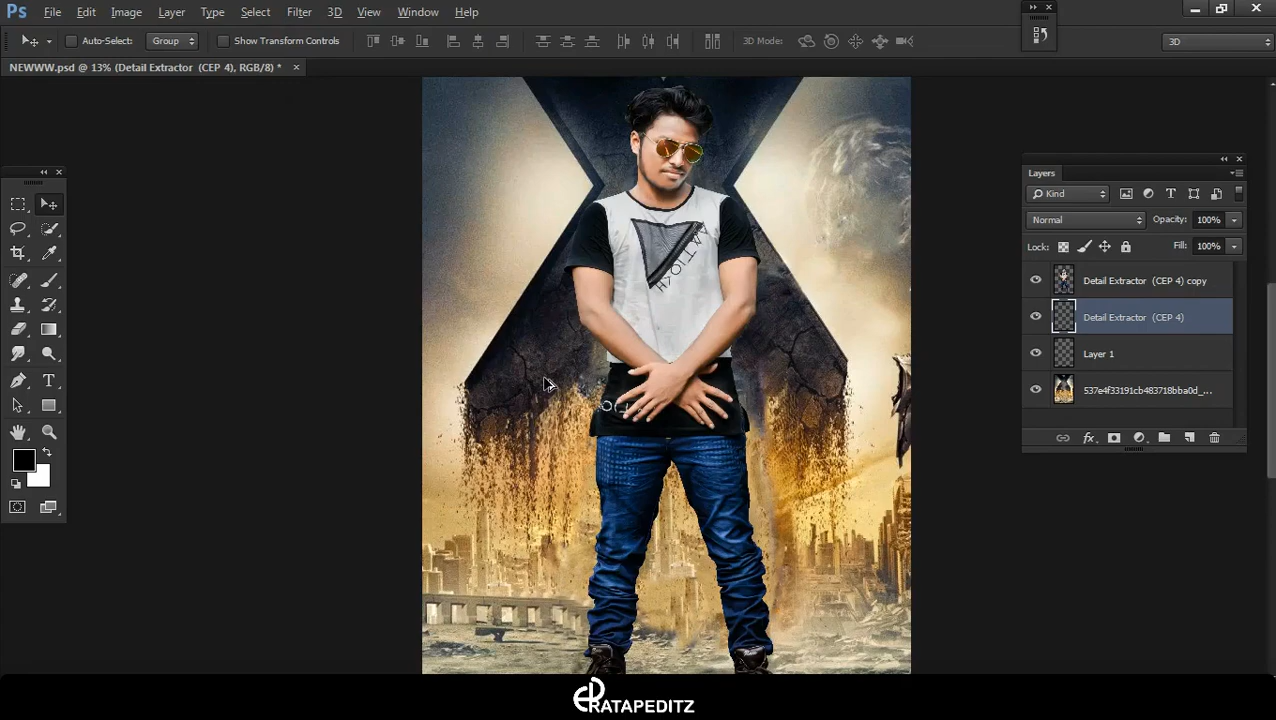 Ps File Edit Image Layer Type Select Filter 3D View Window Help
Auto-Select: Group Show Transform Controls 3D Mode: 3D
NEWWW.psd @ 13% (Detail Extractor (CEP 4), RGB/8) * ×
Layers
Kind
Normal Opacity: 100%
Lock: Fill: 100%
Detail Extractor (CEP 4) copy
Detail Extractor (CEP 4)
Layer 1
537e4f33191cb483718bba0d_...
fx
RATAPEDITZ